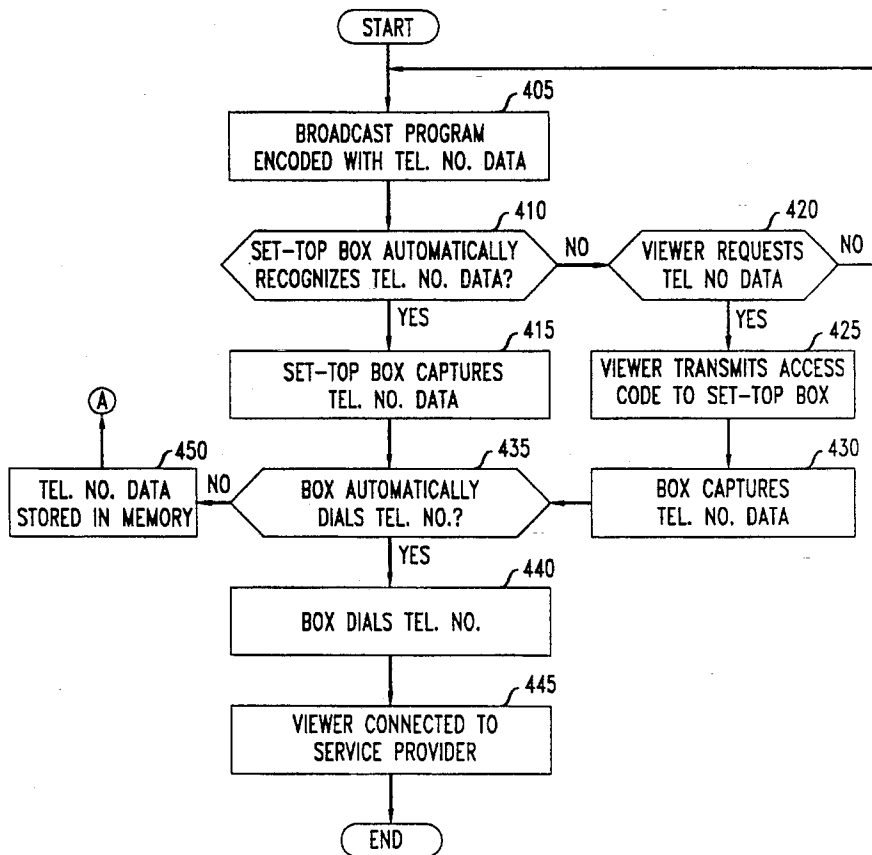 START
405
BROADCAST PROGRAM
ENCODED WITH TEL. NO. DATA
410
SET-TOP BOX AUTOMATICALLY
RECOGNIZES TEL. NO. DATA?
NO
420
VIEWER REQUESTS
TEL NO DATA
NO
YES
YES
415
SET-TOP BOX CAPTURES
TEL. NO. DATA
425
VIEWER TRANSMITS ACCESS
CODE TO SET-TOP BOX
A
450
TEL. NO. DATA
STORED IN MEMORY
NO
435
BOX AUTOMATICALLY
DIALS TEL. NO.?
430
BOX CAPTURES
TEL. NO. DATA
YES
440
BOX DIALS TEL. NO.
445
VIEWER CONNECTED TO
SERVICE PROVIDER
END